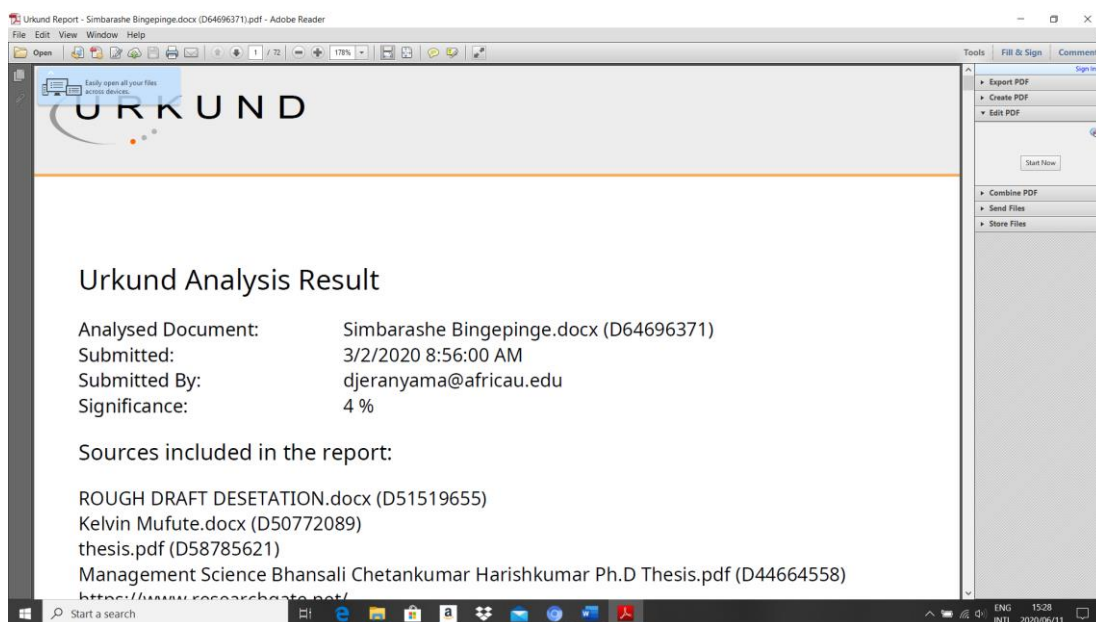 Urkund Report - Simbarashe Bingepinge.docx (D64696371).pdf - Adobe Reader
File Edit View Window Help
Open 1 / 72 178% Tools Fill & Sign Comment
Sign In
Easily open all your files
across devices.
URKUND
Export PDF
Create PDF
Edit PDF
Start Now
Combine PDF
Send Files
Store Files
Urkund Analysis Result
Analysed Document: Simbarashe Bingepinge.docx (D64696371)
Submitted: 3/2/2020 8:56:00 AM
Submitted By: djeranyama@africau.edu
Significance: 4 %
Sources included in the report:
ROUGH DRAFT DESETATION.docx (D51519655)
Kelvin Mufute.docx (D50772089)
thesis.pdf (D58785621)
Management Science Bhansali Chetankumar Harishkumar Ph.D Thesis.pdf (D44664558)
https://www.researchgate.net/
Start a search
ENG 15:28
INTL 2020/06/11